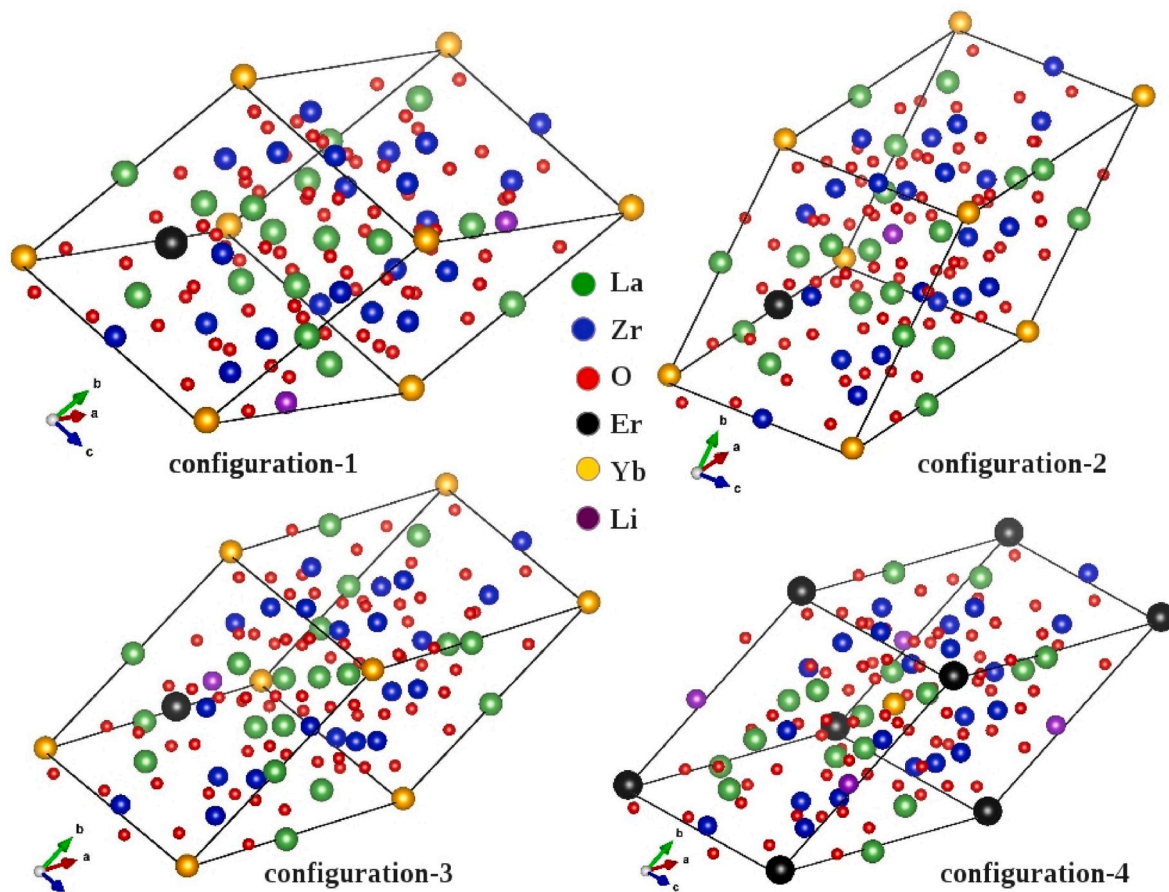 b
a
c
configuration-1
b
a
c
configuration-2
La
Zr
O
Er
Yb
Li
b
a
c
configuration-3
b
a
c
configuration-4